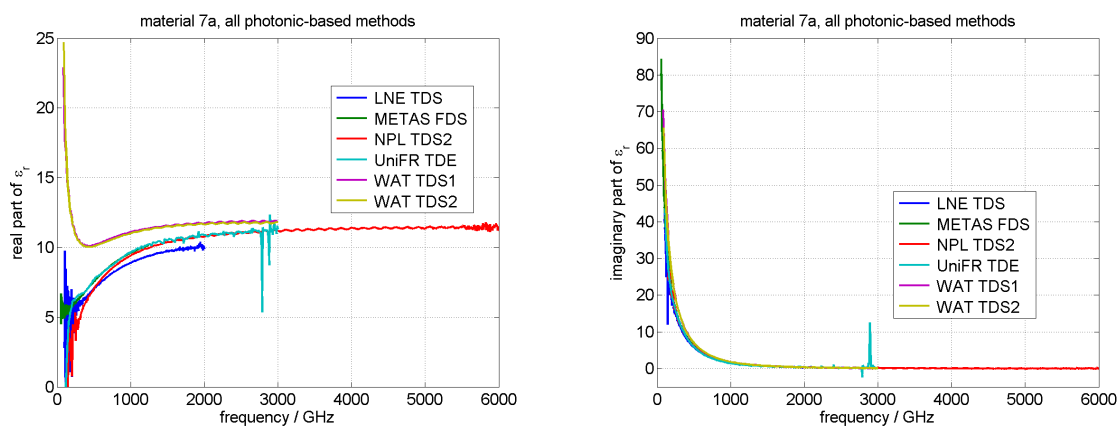 material 7a, all photonic-based methods
25
20
15
10
5
0
real part of εr
LNE TDS
METAS FDS
NPL TDS2
UniFR TDE
WAT TDS1
WAT TDS2
0 1000 2000 3000 4000 5000 6000
frequency / GHz
material 7a, all photonic-based methods
90
80
70
60
50
40
30
20
10
0
imaginary part of εr
LNE TDS
METAS FDS
NPL TDS2
UniFR TDE
WAT TDS1
WAT TDS2
0 1000 2000 3000 4000 5000 6000
frequency / GHz